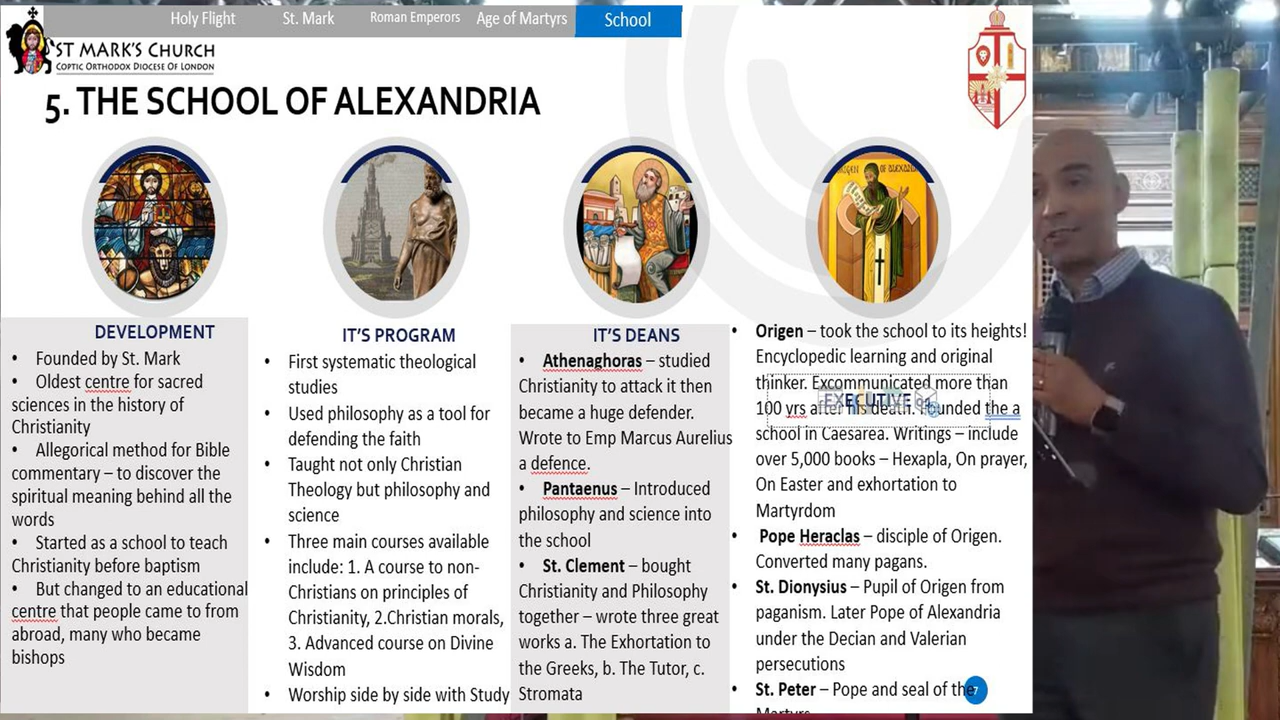 Holy Flight
St. Mark
Roman Emperors
Age of Martyrs
School
ST MARK'S CHURCH
COPTIC ORTHODOX DIOCESE OF LONDON
5. THE SCHOOL OF ALEXANDRIA
DEVELOPMENT
• Founded by St. Mark
• Oldest centre for sacred
sciences in the history of
Christianity
• Allegorical method for Bible
commentary – to discover the
spiritual meaning behind all the
words
• Started as a school to teach
Christianity before baptism
• But changed to an educational
centre that people came to from
abroad, many who became
bishops
IT'S PROGRAM
• First systematic theological
studies
• Used philosophy as a tool for
defending the faith
• Taught not only Christian
Theology but philosophy and
science
• Three main courses available
include: 1. A course to non-
Christians on principles of
Christianity, 2.Christian morals,
3. Advanced course on Divine
Wisdom
• Worship side by side with Study
IT'S DEANS
• Athenaghoras – studied
Christianity to attack it then
became a huge defender.
Wrote to Emp Marcus Aurelius
a defence.
• Pantaenus – Introduced
philosophy and science into
the school
• St. Clement – bought
Christianity and Philosophy
together – wrote three great
works a. The Exhortation to
the Greeks, b. The Tutor, c.
Stromata
• Origen – took the school to its heights!
Encyclopedic learning and original
thinker. Excommunicated more than
100 yrs after his death. Founded the a
EXECUTIVE
school in Caesarea. Writings – include
over 5,000 books – Hexapla, On prayer,
On Easter and exhortation to
Martyrdom
• Pope Heraclas – disciple of Origen.
Converted many pagans.
• St. Dionysius – Pupil of Origen from
paganism. Later Pope of Alexandria
under the Decian and Valerian
persecutions
• St. Peter – Pope and seal of the
Martyrs
7